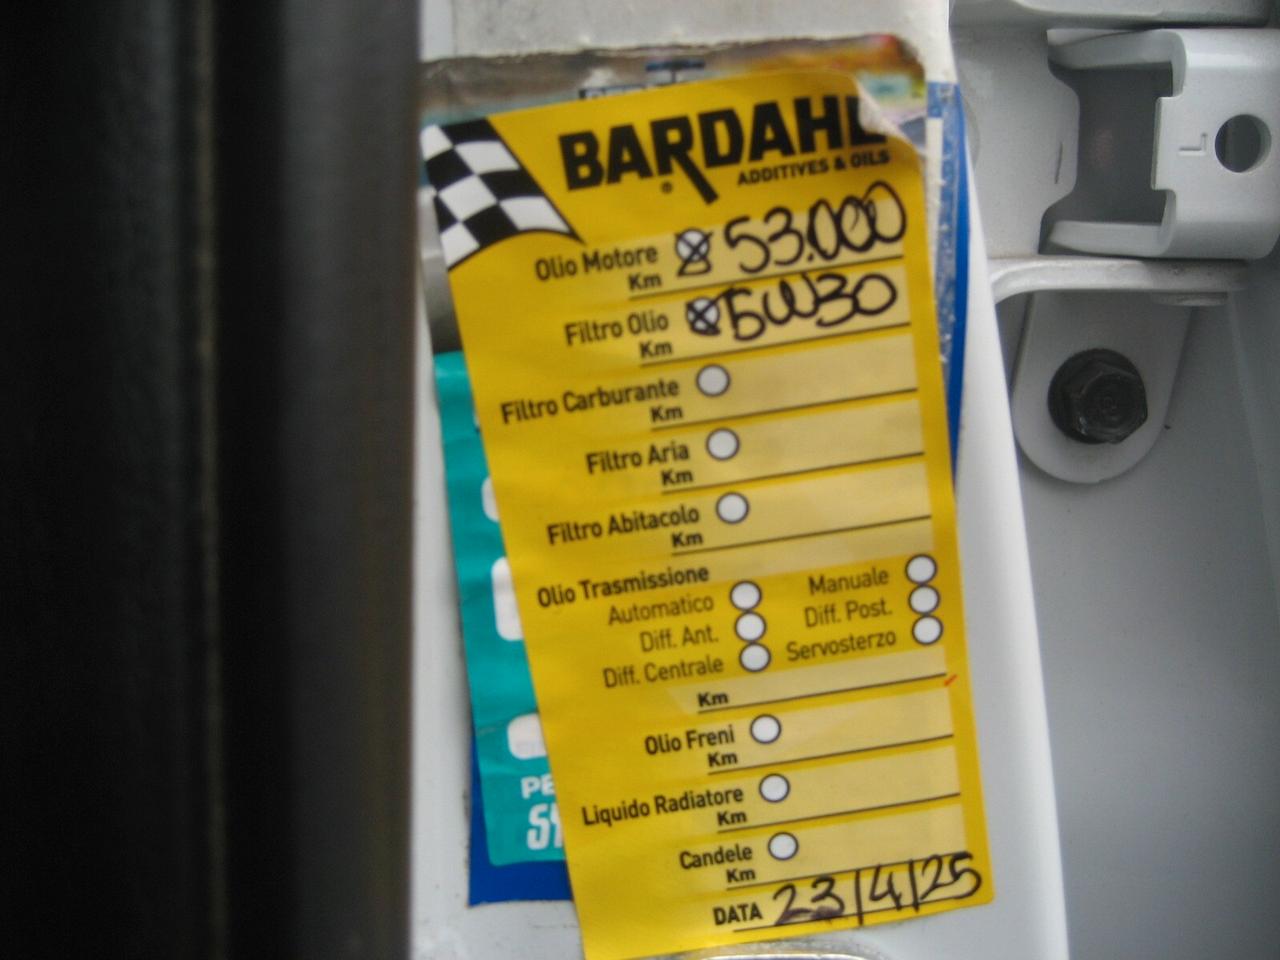 BARDAHL
®
ADDITIVES & OILS
Olio Motore 53.000
Km
Filtro Olio 5W30
Km
Filtro Carburante
Km
Filtro Aria
Km
Filtro Abitacolo
Km
Olio Trasmissione
Automatico Manuale
Diff. Ant. Diff. Post.
Diff. Centrale Servosterzo
Km
Olio Freni
Km
Liquido Radiatore
Km
Candele
Km
DATA 23/4/25
PE
SY
L